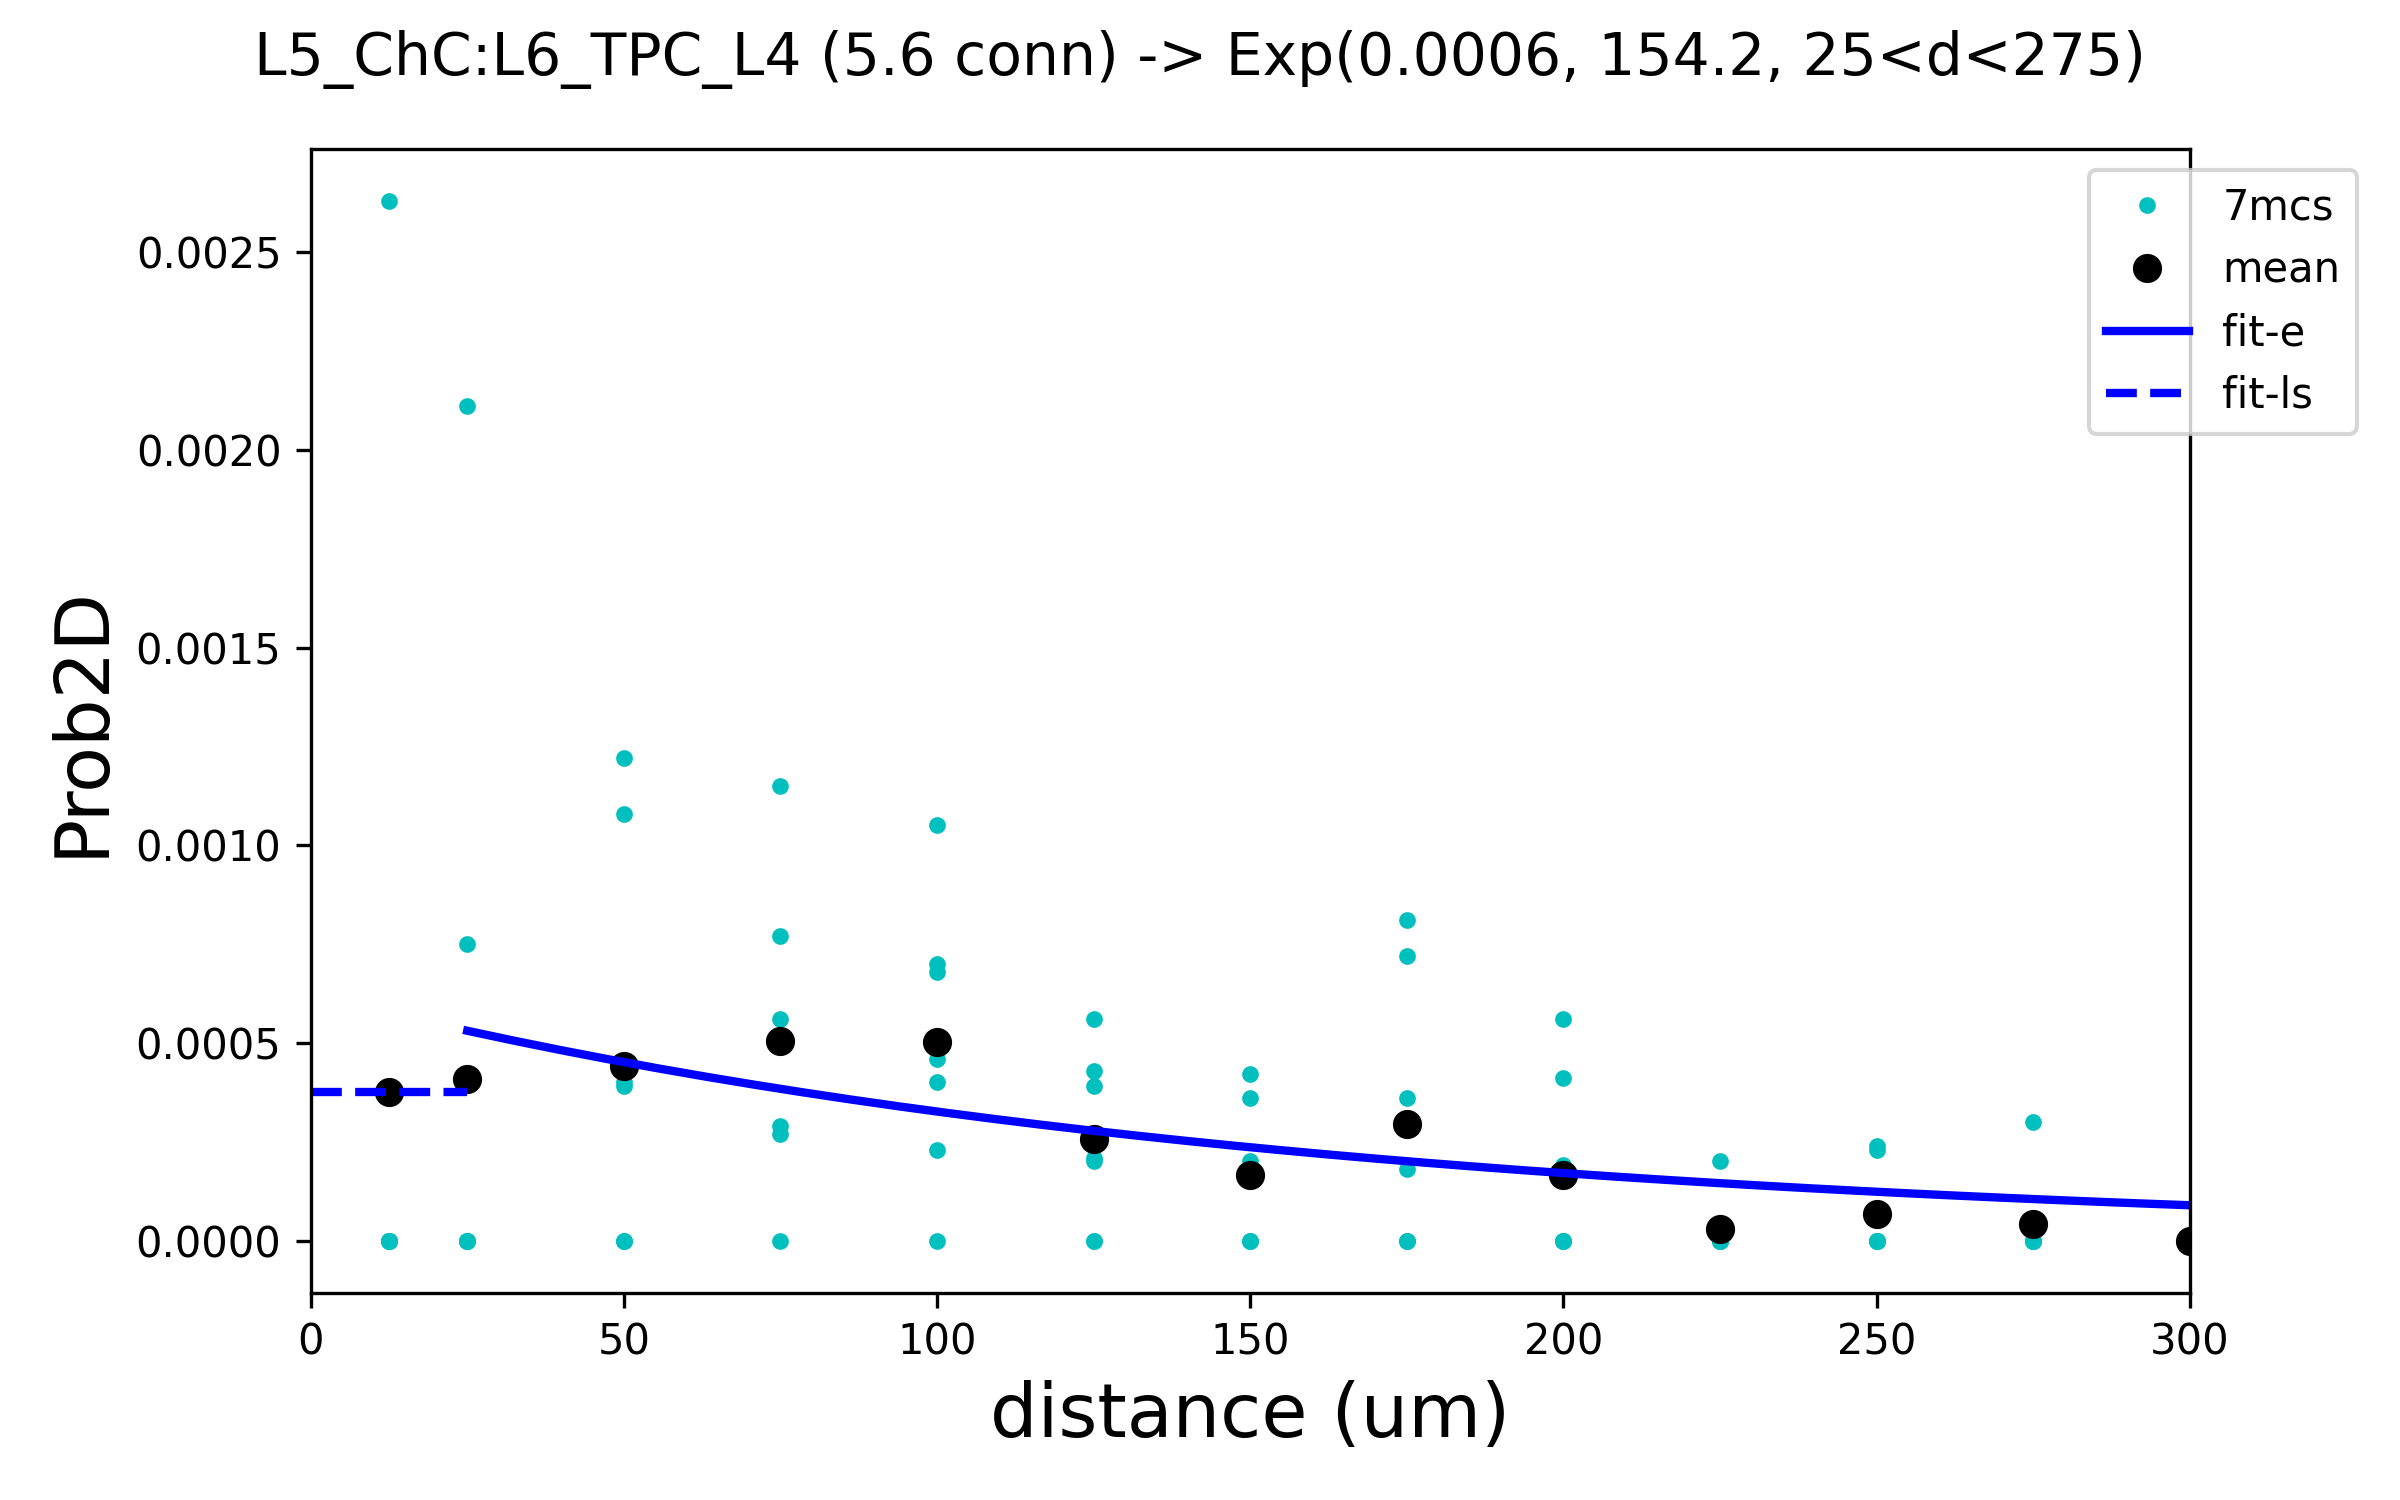 L5_ChC:L6_TPC_L4 (5.6 conn) -> Exp(0.0006, 154.2, 25<d<275)
7mcs
mean
fit-e
fit-ls
Prob2D
0.0025
0.0020
0.0015
0.0010
0.0005
0.0000
0 50 100 150 200 250 300
distance (um)